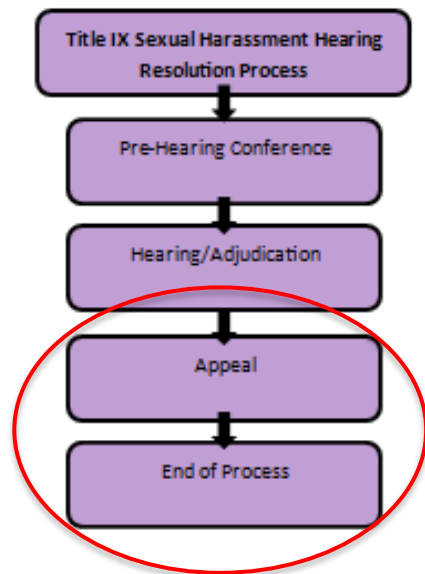 Title IX Sexual Harassment Hearing
Resolution Process
Pre-Hearing Conference
Hearing/Adjudication
Appeal
End of Process